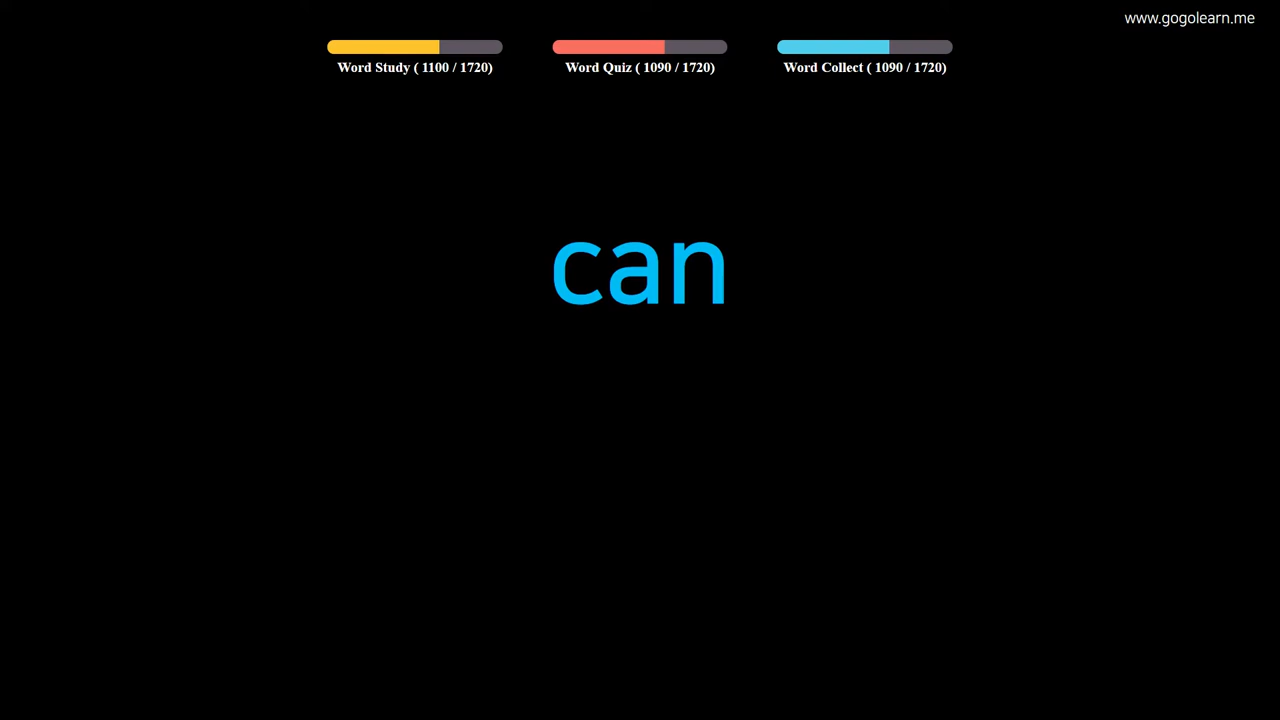 www.gogolearn.me
Word Study ( 1100 / 1720)
Word Quiz ( 1090 / 1720)
Word Collect ( 1090 / 1720)
can